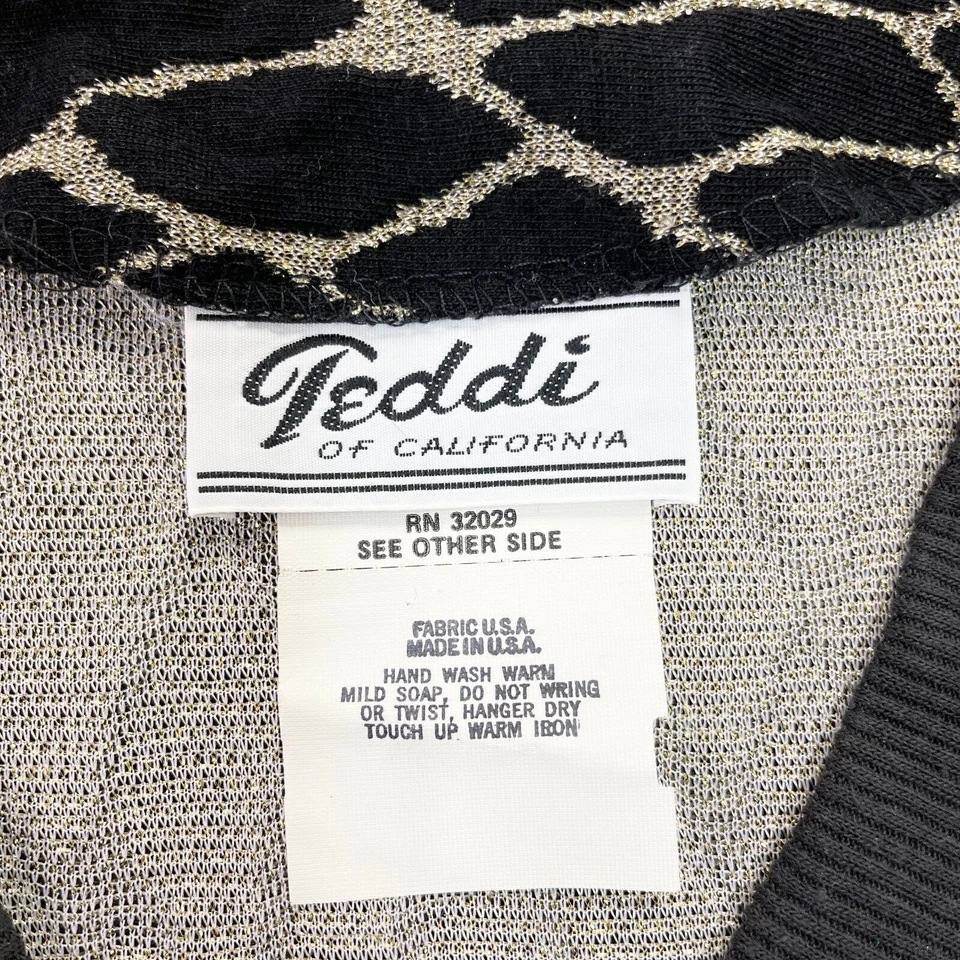 Teddi
OF CALIFORNIA
RN 32029
SEE OTHER SIDE
FABRIC U.S.A.
MADE IN U.S.A.
HAND WASH WARM
MILD SOAP, DO NOT WRING
OR TWIST, HANGER DRY
TOUCH UP WARM IRON